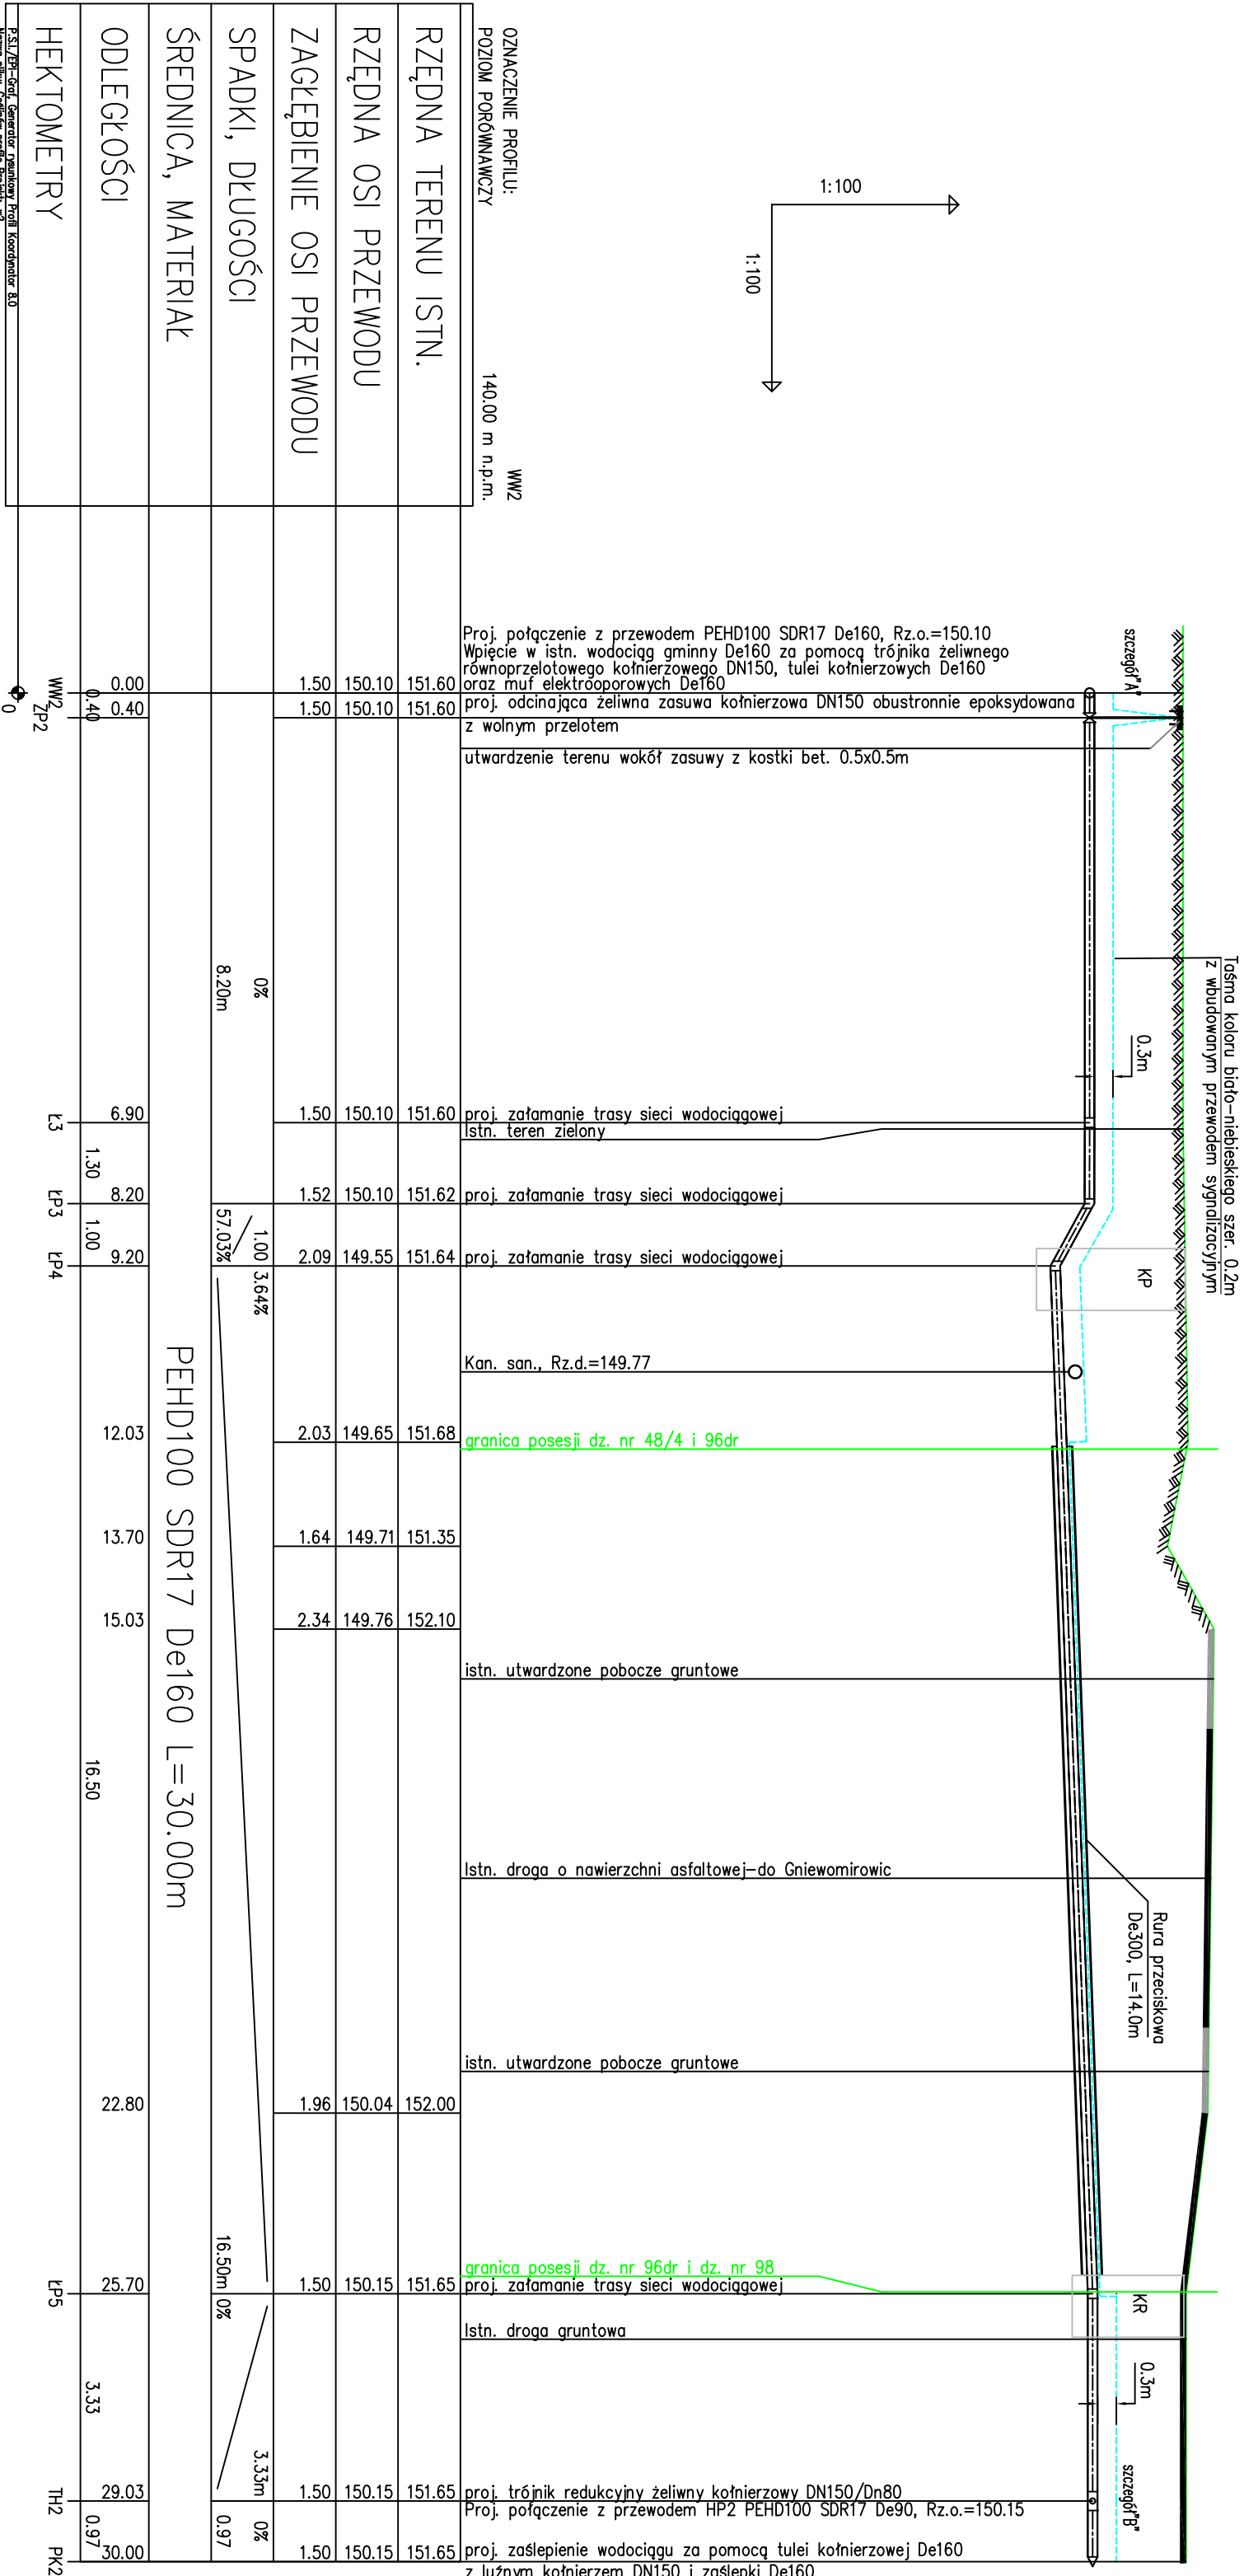 OZNACZENIE PROFILU: WW2
POZIOM PORÓWNAWCZY 140.00 m n.p.m.
1:100
1:100
RZĘDNA TERENU ISTN.
151.60
151.60
151.60
151.62
151.64
151.68
151.35
152.10
152.00
151.65
151.65
151.65
RZĘDNA OSI PRZEWODU
150.10
150.10
150.10
150.10
149.55
149.65
149.71
149.76
150.04
150.15
150.15
150.15
ZAGŁĘBIENIE OSI PRZEWODU
1.50
1.50
1.50
1.52
2.09
2.03
1.64
2.34
1.96
1.50
1.50
1.50
SPADKI, DŁUGOŚCI
0%
8.20m
1.00
57.03%
3.64%
16.50m
0%
3.33m
0%
0.97
ŚREDNICA, MATERIAŁ
PEHD100 SDR17 De160 L=30.00m
ODLEGŁOŚCI
0.00
0.40
6.90
8.20
9.20
12.03
13.70
15.03
22.80
25.70
29.03
30.00
0.40
1.30
1.00
16.50
3.33
0.97
HEKTOMETRY
WW2
ZP2
Ł3
ŁP3
ŁP4
ŁP5
TH2
PK2
0
P.S.I./EPI-Graf, Generator rysunkowy Profil Koordynator 8.0
Proj. połączenie z przewodem PEHD100 SDR17 De160, Rz.o.=150.10
Wpięcie w istn. wodociąg gminny De160 za pomocą trójnika żeliwnego
równoprzelotowego kołnierzowego DN150, tulei kołnierzowych De160
oraz muf elektrooporowych De160
proj. odcinająca żeliwna zasuwa kołnierzowa DN150 obustronnie epoksydowana
z wolnym przelotem
utwardzenie terenu wokół zasuwy z kostki bet. 0.5x0.5m
proj. załamanie trasy sieci wodociągowej
Istn. teren zielony
proj. załamanie trasy sieci wodociągowej
proj. załamanie trasy sieci wodociągowej
Kan. san., Rz.d.=149.77
granica posesji dz. nr 48/4 i 96dr
istn. utwardzone pobocze gruntowe
Istn. droga o nawierzchni asfaltowej-do Gniewomirowic
istn. utwardzone pobocze gruntowe
granica posesji dz. nr 96dr i dz. nr 98
proj. załamanie trasy sieci wodociągowej
Istn. droga gruntowa
proj. trójnik redukcyjny żeliwny kołnierzowy DN150/Dn80
Proj. połączenie z przewodem HP2 PEHD100 SDR17 De90, Rz.o.=150.15
proj. zaślepienie wodociągu za pomocą tulei kołnierzowej De160
z luźnym kołnierzem DN150 i zaślepki De160
szczegół"A"
Taśma koloru biało-niebieskiego szer. 0.2m
z wbudowanym przewodem sygnalizacyjnym
0.3m
KP
Rura przeciskowa
De300, L=14.0m
KR
0.3m
szczegół"B"